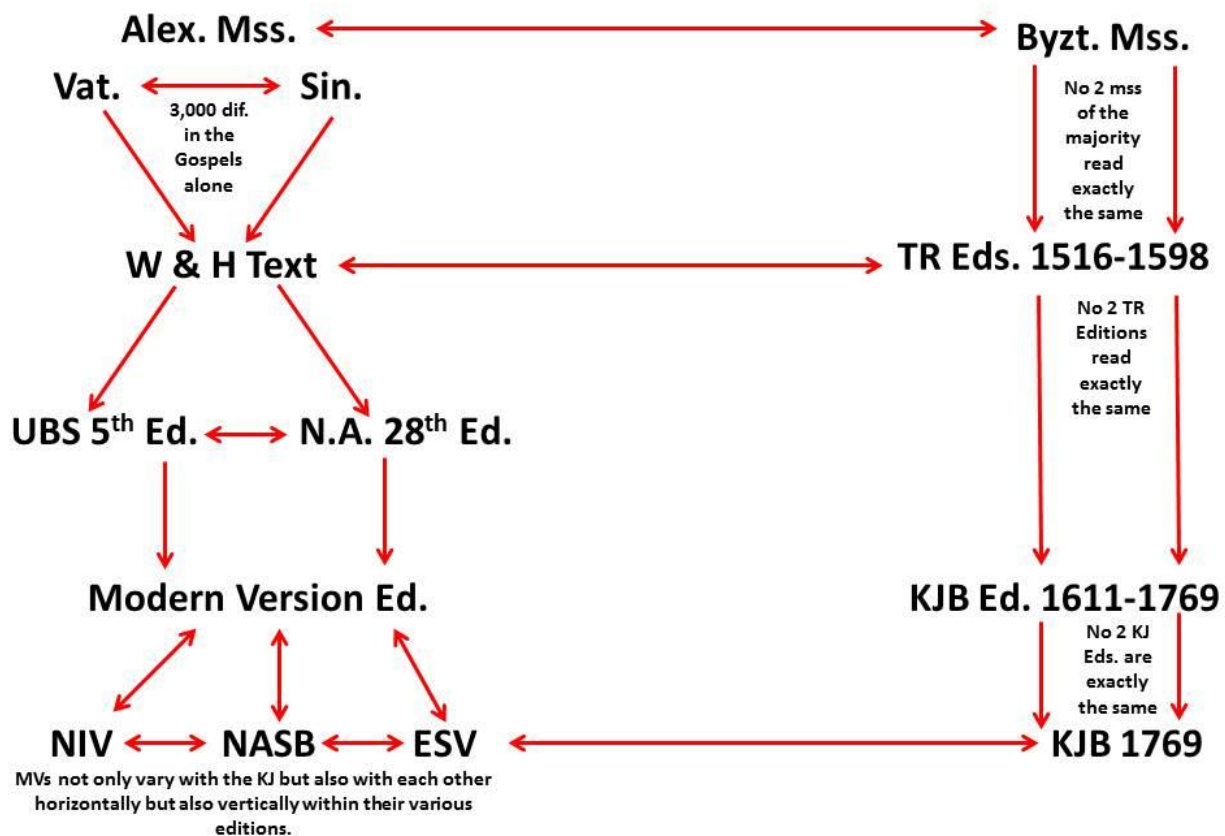 Alex. Mss.
Byzt. Mss.
Vat.
Sin.
3,000 dif.
in the
Gospels
alone
No 2 mss
of the
majority
read
exactly
the same
W & H Text
TR Eds. 1516-1598
No 2 TR
Editions
read
exactly
the same
UBS 5th Ed.
N.A. 28th Ed.
Modern Version Ed.
KJB Ed. 1611-1769
No 2 KJ
Eds. are
exactly
the same
NIV
NASB
ESV
KJB 1769
MVs not only vary with the KJ but also with each other
horizontally but also vertically within their various
editions.